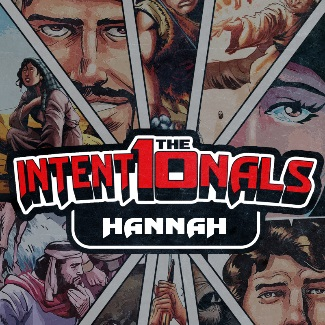 THE
INTENT10NALS
HANNAH